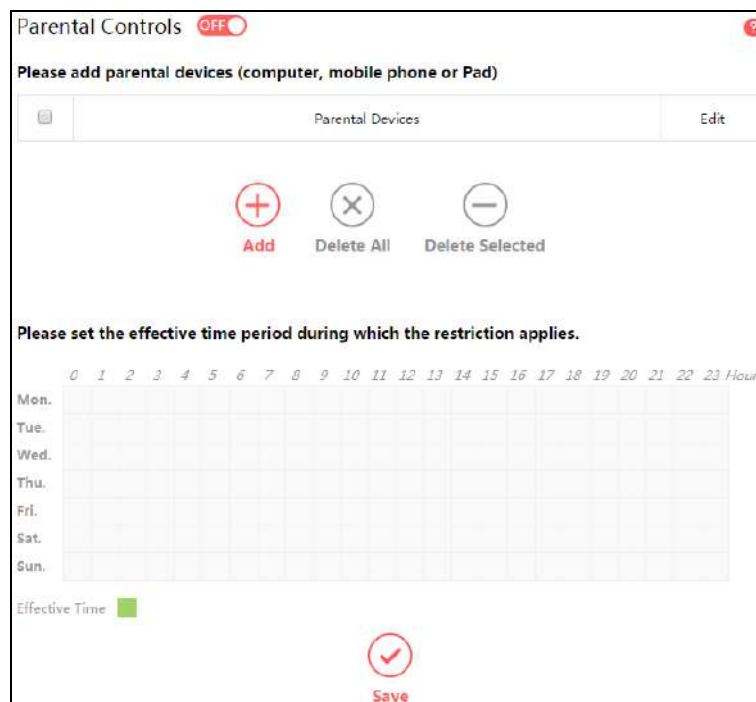 Parental Controls OFF ?
Please add parental devices (computer, mobile phone or Pad)
Parental Devices Edit
Add Delete All Delete Selected
Please set the effective time period during which the restriction applies.
0 1 2 3 4 5 6 7 8 9 10 11 12 13 14 15 16 17 18 19 20 21 22 23 Hour
Mon.
Tue.
Wed.
Thu.
Fri.
Sat.
Sun.
Effective Time
Save